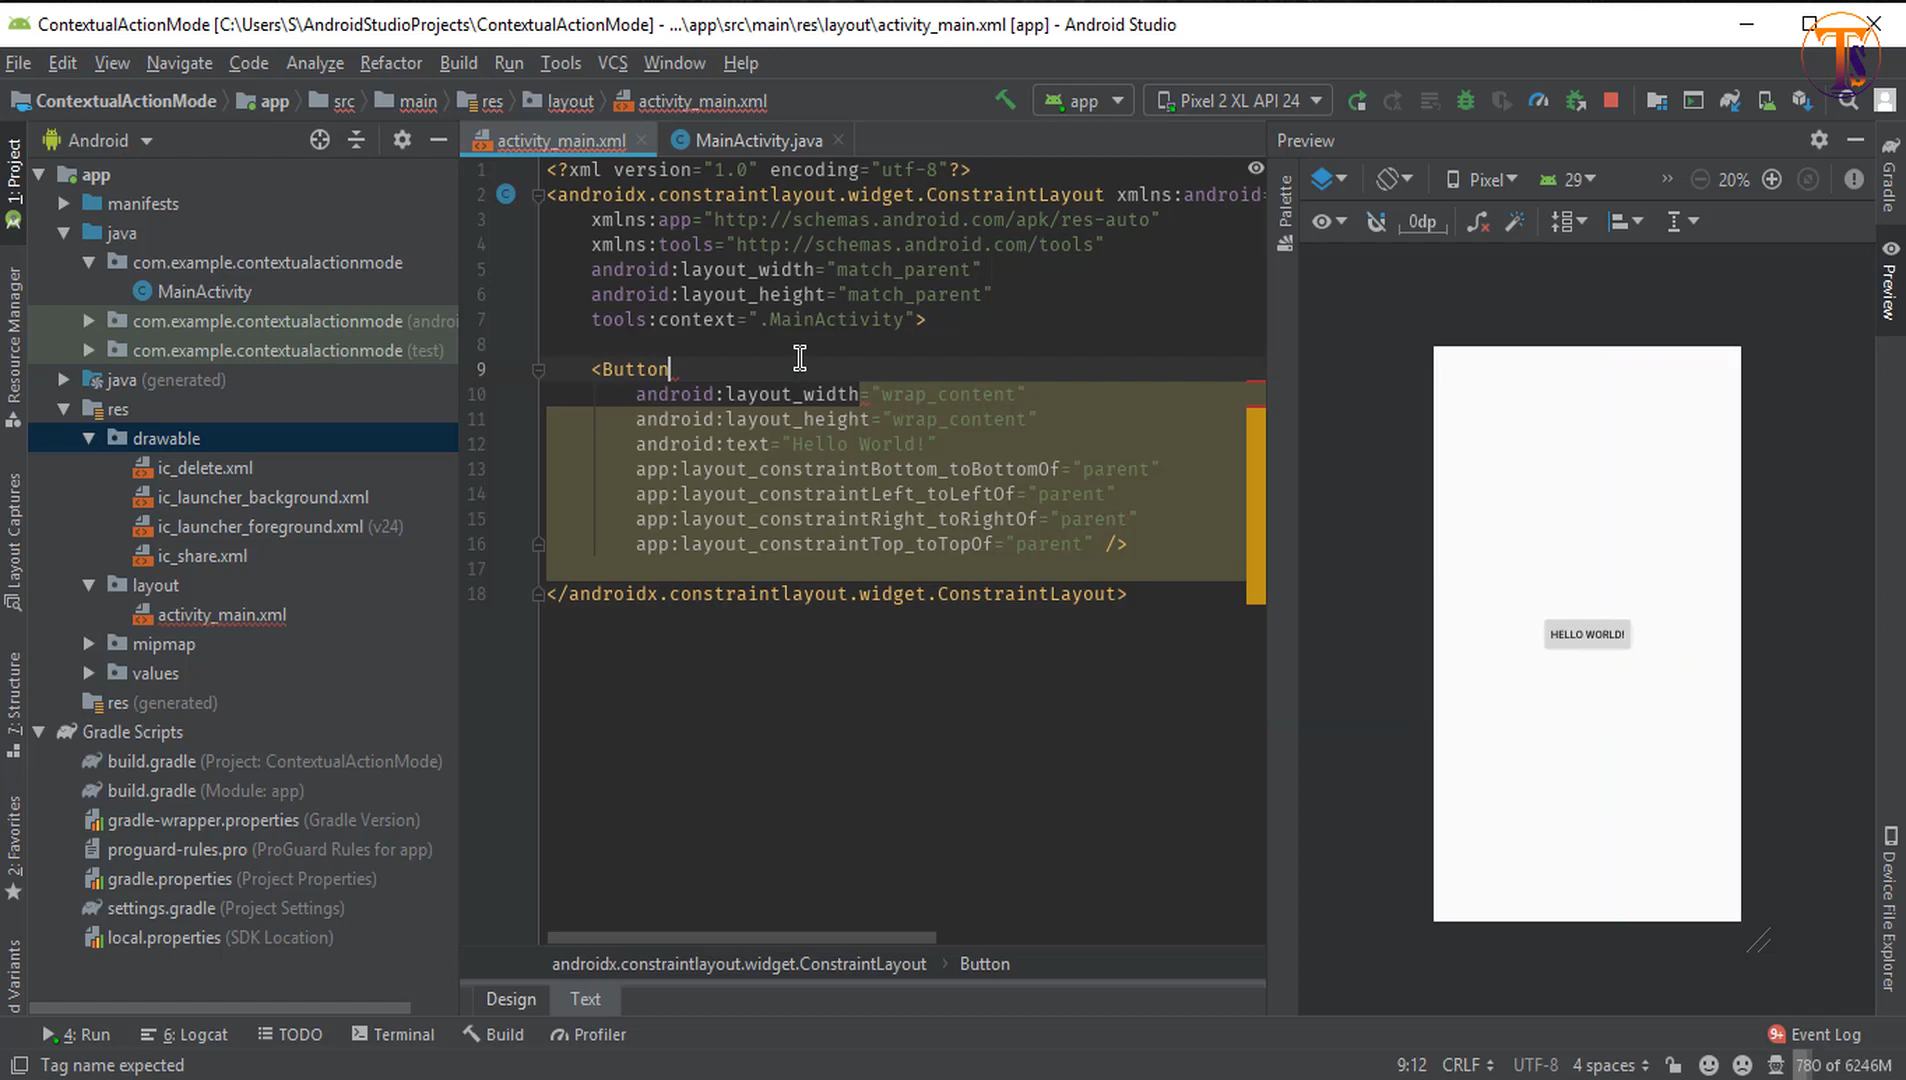 ContextualActionMode [C:\Users\S\AndroidStudioProjects\ContextualActionMode] - ...\app\src\main\res\layout\activity_main.xml [app] - Android Studio
File Edit View Navigate Code Analyze Refactor Build Run Tools VCS Window Help
TS
ContextualActionMode app src main res layout activity_main.xml app Pixel 2 XL API 24
1: Project
Resource Manager
Layout Captures
7: Structure
2: Favorites
d Variants
Android
app
manifests
java
com.example.contextualactionmode
MainActivity
com.example.contextualactionmode (androi
com.example.contextualactionmode (test)
java (generated)
res
drawable
ic_delete.xml
ic_launcher_background.xml
ic_launcher_foreground.xml (v24)
ic_share.xml
layout
activity_main.xml
mipmap
values
res (generated)
Gradle Scripts
build.gradle (Project: ContextualActionMode)
build.gradle (Module: app)
gradle-wrapper.properties (Gradle Version)
proguard-rules.pro (ProGuard Rules for app)
gradle.properties (Project Properties)
settings.gradle (Project Settings)
local.properties (SDK Location)
activity_main.xml MainActivity.java
1 <?xml version="1.0" encoding="utf-8"?>
2 <androidx.constraintlayout.widget.ConstraintLayout xmlns:android=
3 xmlns:app="http://schemas.android.com/apk/res-auto"
4 xmlns:tools="http://schemas.android.com/tools"
5 android:layout_width="match_parent"
6 android:layout_height="match_parent"
7 tools:context=".MainActivity">
8
9 <Button
10 android:layout_width="wrap_content"
11 android:layout_height="wrap_content"
12 android:text="Hello World!"
13 app:layout_constraintBottom_toBottomOf="parent"
14 app:layout_constraintLeft_toLeftOf="parent"
15 app:layout_constraintRight_toRightOf="parent"
16 app:layout_constraintTop_toTopOf="parent" />
17
18 </androidx.constraintlayout.widget.ConstraintLayout>
androidx.constraintlayout.widget.ConstraintLayout › Button
Design Text
Preview
Palette
Pixel 29 » 20%
0dp
HELLO WORLD!
Gradle
Preview
Device File Explorer
4: Run 6: Logcat TODO Terminal Build Profiler 9+ Event Log
Tag name expected 9:12 CRLF UTF-8 4 spaces 780 of 6246M